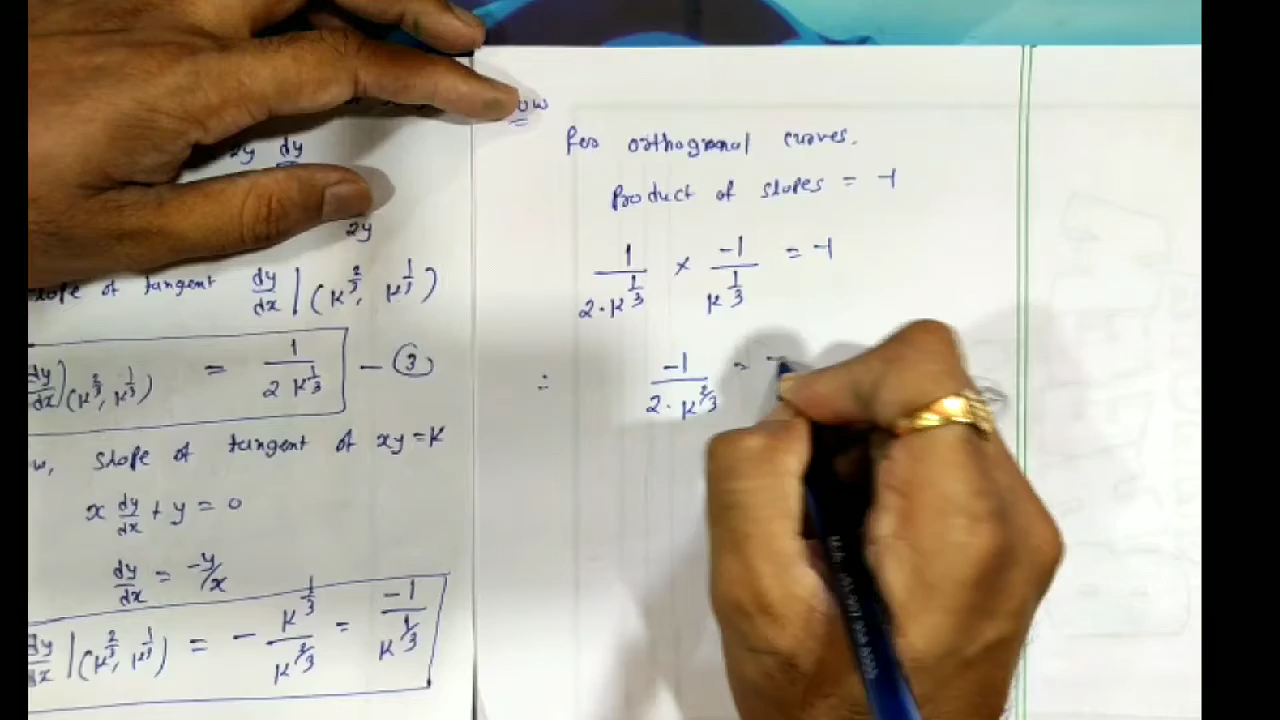 2y dy
2y
slope of tangent dy/dx | (K^2/3, K^1/3)
dy/dx)(K^2/3, K^1/3) = 1/(2 K^1/3) - ③
w, slope of tangent of xy = K
x dy/dx + y = 0
dy/dx = -y/x
dy/dx | (K^2/3, K^1/3) = - K^1/3 / K^2/3 = -1/K^1/3
ow
for orthogonal curves.
Product of slopes = -1
1/(2·K^1/3) × -1/K^1/3 = -1
= -1/(2·K^2/3) =